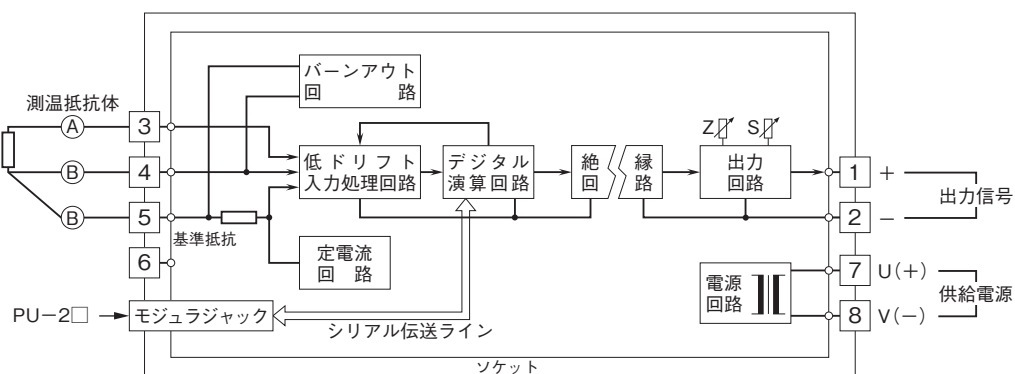 バーンアウト
回　　　路
測温抵抗体
A
3
B
4
B
5
6
基準抵抗
低ドリフト
入力処理回路
デジタル
演算回路
絶 縁
回 路
Z S
出力
回路
1 +
2 −
出力信号
定電流
回　路
電源
回路
7 U(+)
8 V(−)
供給電源
PU−2□
モジュラジャック
シリアル伝送ライン
ソケット